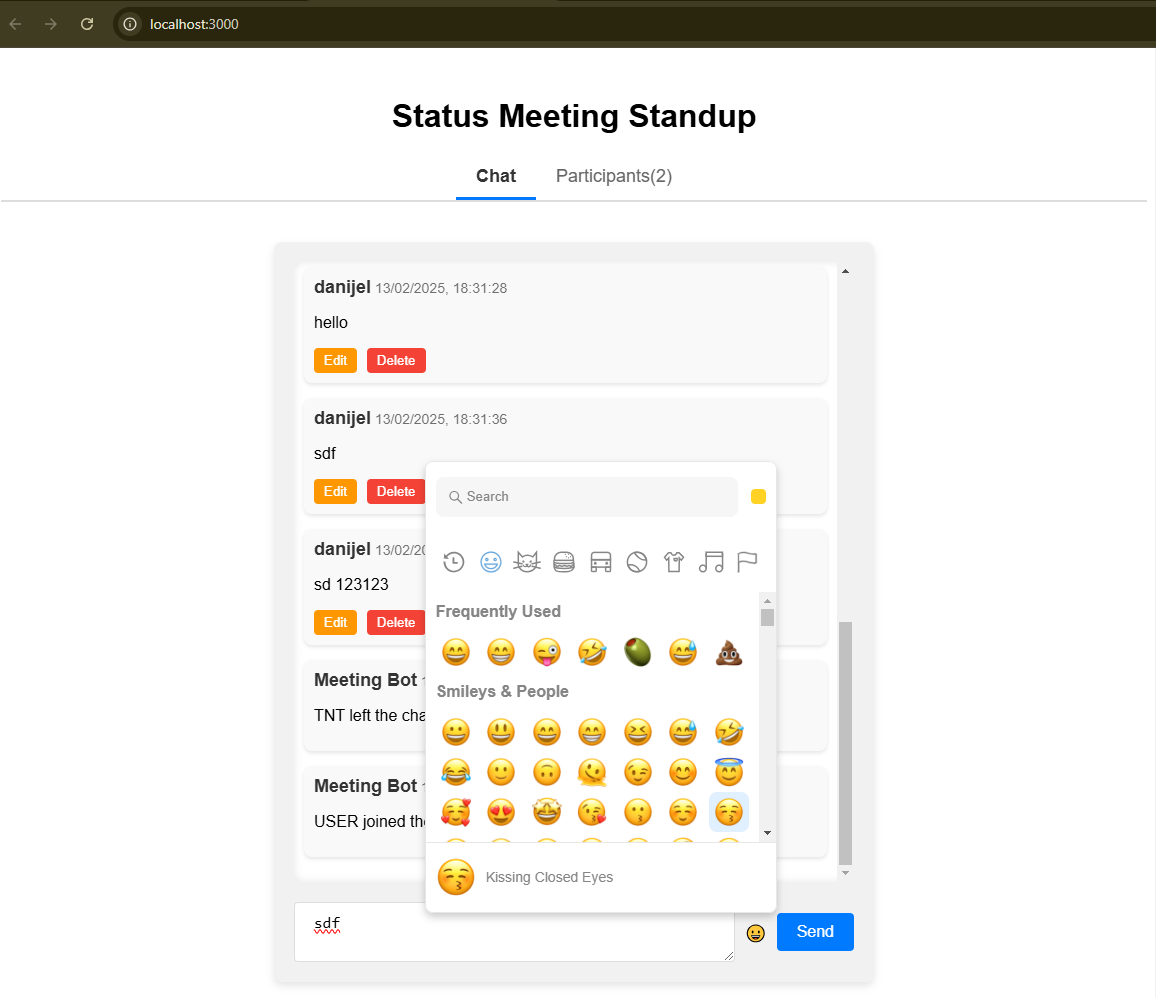 localhost:3000
Status Meeting Standup
Chat
Participants(2)
danijel 13/02/2025, 18:31:28
hello
Edit Delete
danijel 13/02/2025, 18:31:36
sdf
Edit Delete
danijel 13/02/20
sd 123123
Edit Delete
Meeting Bot
TNT left the cha
Meeting Bot
USER joined the
Search
Frequently Used
Smileys & People
Kissing Closed Eyes
sdf
Send